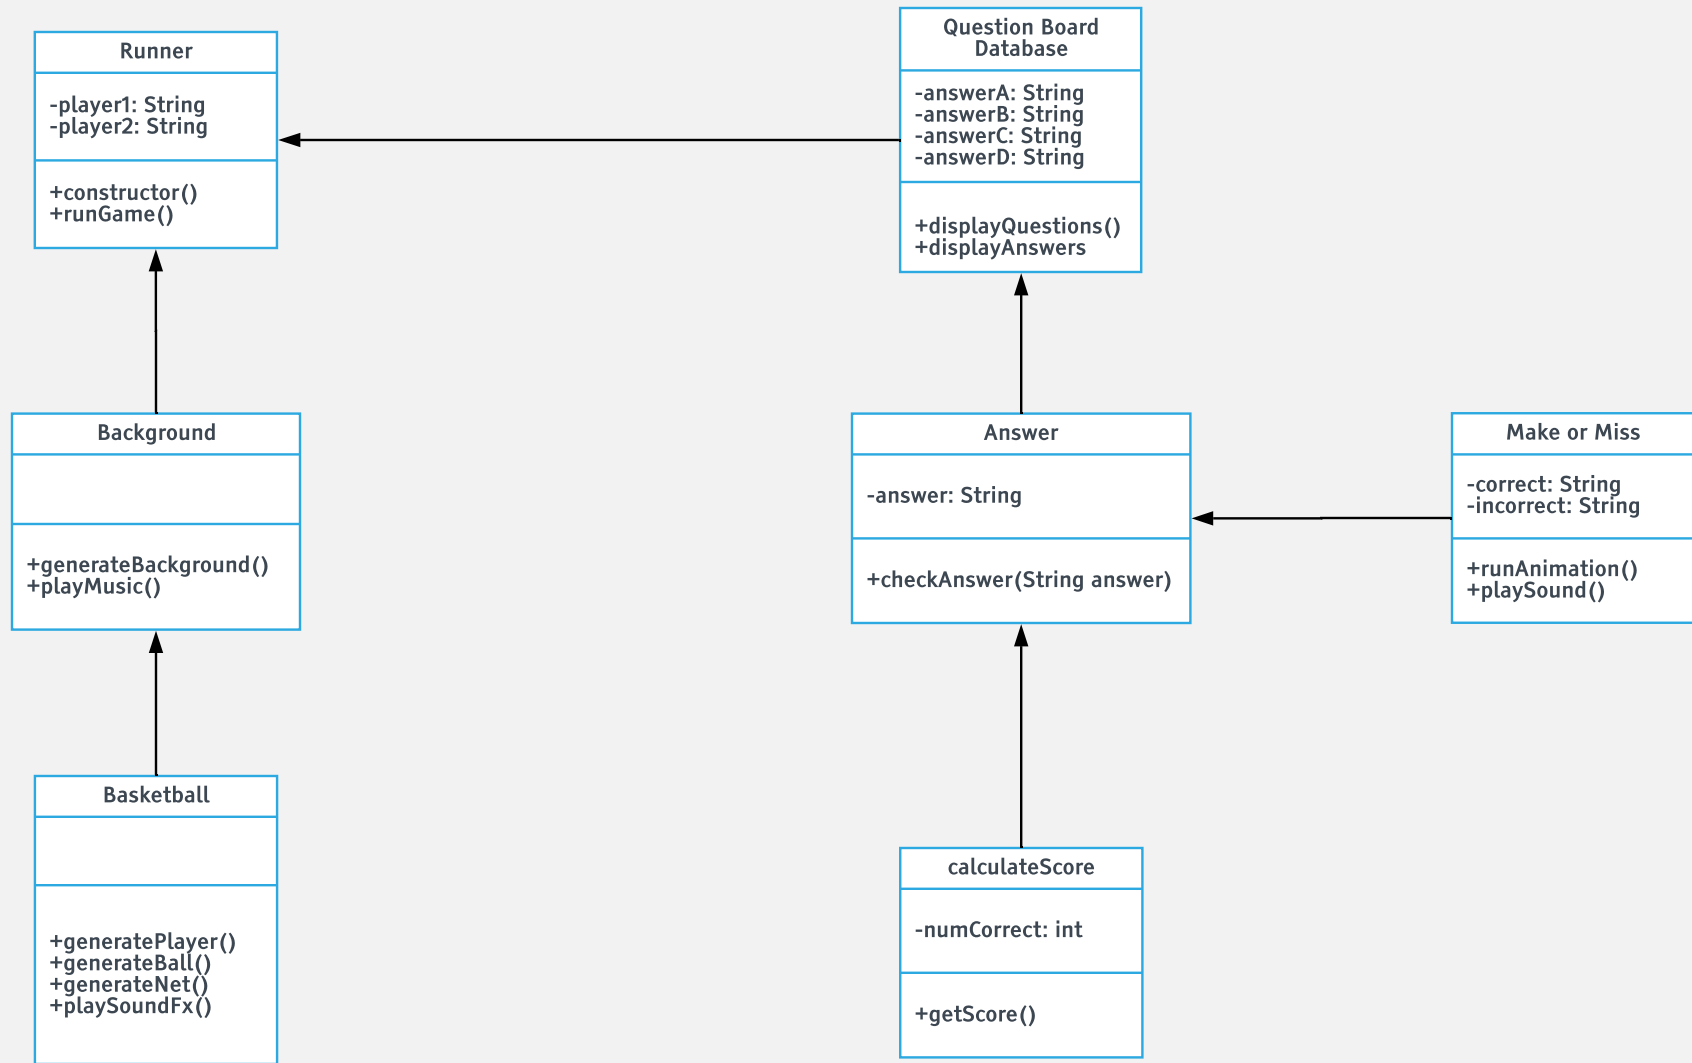 Runner
-player1: String
-player2: String
+constructor()
+runGame()
Question Board
Database
-answerA: String
-answerB: String
-answerC: String
-answerD: String
+displayQuestions()
+displayAnswers
Background
+generateBackground()
+playMusic()
Answer
-answer: String
+checkAnswer(String answer)
Make or Miss
-correct: String
-incorrect: String
+runAnimation()
+playSound()
Basketball
+generatePlayer()
+generateBall()
+generateNet()
+playSoundFx()
calculateScore
-numCorrect: int
+getScore()